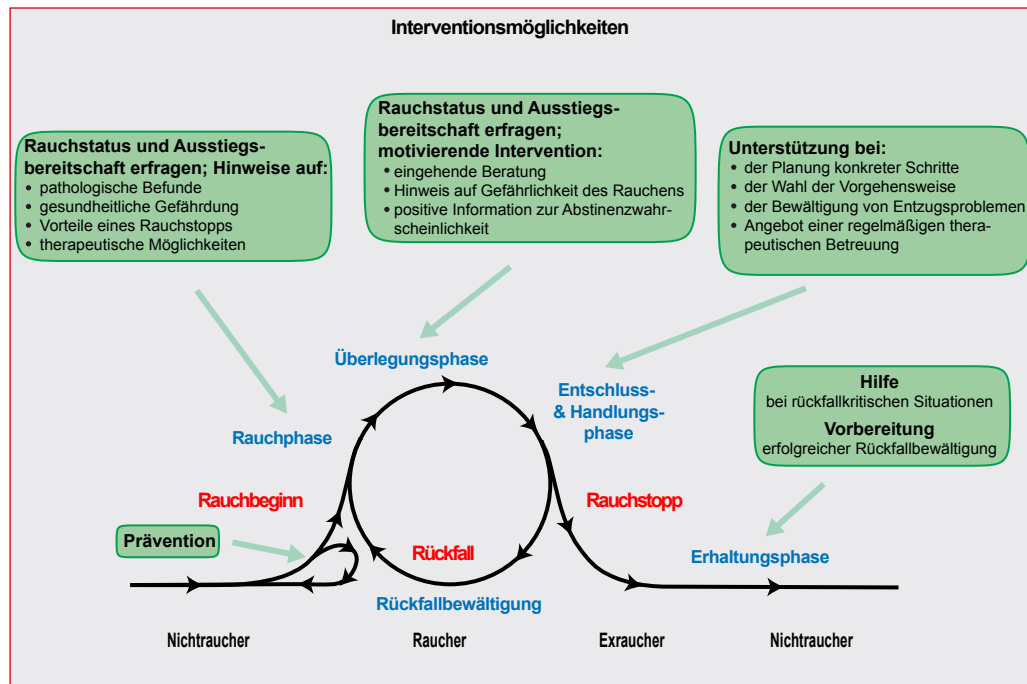 Interventionsmöglichkeiten
Rauchstatus und Ausstiegs-
bereitschaft erfragen; Hinweise auf:
• pathologische Befunde
• gesundheitliche Gefährdung
• Vorteile eines Rauchstopps
• therapeutische Möglichkeiten
Rauchstatus und Ausstiegs-
bereitschaft erfragen;
motivierende Intervention:
• eingehende Beratung
• Hinweis auf Gefährlichkeit des Rauchens
• positive Information zur Abstinenzwahr-
scheinlichkeit
Unterstützung bei:
• der Planung konkreter Schritte
• der Wahl der Vorgehensweise
• der Bewältigung von Entzugsproblemen
• Angebot einer regelmäßigen thera-
peutischen Betreuung
Überlegungsphase
Entschluss-
& Handlungs-
phase
Hilfe
bei rückfallkritischen Situationen
Vorbereitung
erfolgreicher Rückfallbewältigung
Rauchphase
Rauchbeginn
Rauchstopp
Prävention
Rückfall
Erhaltungsphase
Rückfallbewältigung
Nichtraucher
Raucher
Exraucher
Nichtraucher